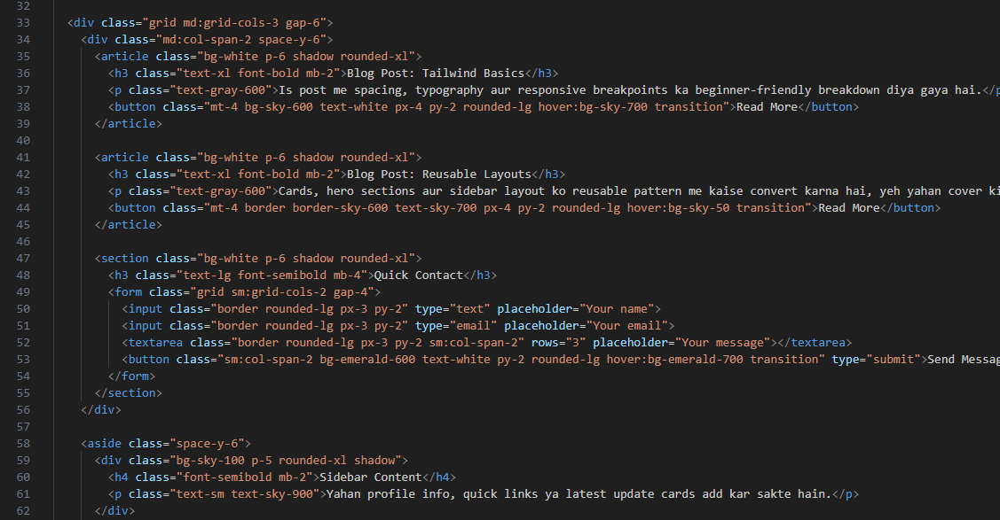 32
33 <div class="grid md:grid-cols-3 gap-6">
34 <div class="md:col-span-2 space-y-6">
35 <article class="bg-white p-6 shadow rounded-xl">
36 <h3 class="text-xl font-bold mb-2">Blog Post: Tailwind Basics</h3>
37 <p class="text-gray-600">Is post me spacing, typography aur responsive breakpoints ka beginner-friendly breakdown diya gaya hai.</p
38 <button class="mt-4 bg-sky-600 text-white px-4 py-2 rounded-lg hover:bg-sky-700 transition">Read More</button>
39 </article>
40
41 <article class="bg-white p-6 shadow rounded-xl">
42 <h3 class="text-xl font-bold mb-2">Blog Post: Reusable Layouts</h3>
43 <p class="text-gray-600">Cards, hero sections aur sidebar layout ko reusable pattern me kaise convert karna hai, yeh yahan cover ki
44 <button class="mt-4 border border-sky-600 text-sky-700 px-4 py-2 rounded-lg hover:bg-sky-50 transition">Read More</button>
45 </article>
46
47 <section class="bg-white p-6 shadow rounded-xl">
48 <h3 class="text-lg font-semibold mb-4">Quick Contact</h3>
49 <form class="grid sm:grid-cols-2 gap-4">
50 <input class="border rounded-lg px-3 py-2" type="text" placeholder="Your name">
51 <input class="border rounded-lg px-3 py-2" type="email" placeholder="Your email">
52 <textarea class="border rounded-lg px-3 py-2 sm:col-span-2" rows="3" placeholder="Your message"></textarea>
53 <button class="sm:col-span-2 bg-emerald-600 text-white py-2 rounded-lg hover:bg-emerald-700 transition" type="submit">Send Messag
54 </form>
55 </section>
56 </div>
57
58 <aside class="space-y-6">
59 <div class="bg-sky-100 p-5 rounded-xl shadow">
60 <h4 class="font-semibold mb-2">Sidebar Content</h4>
61 <p class="text-sm text-sky-900">Yahan profile info, quick links ya latest update cards add kar sakte hain.</p>
62 </div>